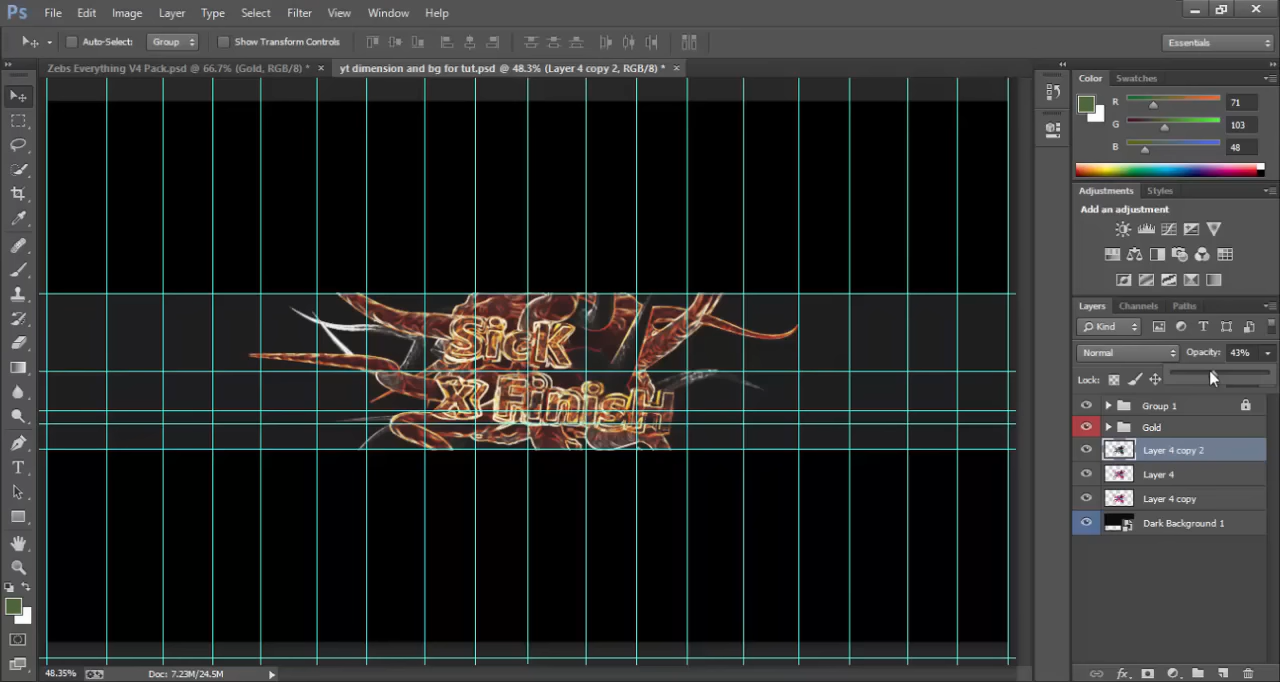 Ps File Edit Image Layer Type Select Filter View Window Help
Auto-Select: Group Show Transform Controls Essentials
Zebs Everything V4 Pack.psd @ 66.7% (Gold, RGB/8) * × yt dimension and bg for tut.psd @ 48.3% (Layer 4 copy 2, RGB/8) * ×
Color Swatches
R 71
G 103
B 48
Adjustments Styles
Add an adjustment
Layers Channels Paths
Kind
Normal Opacity: 43%
Lock:
Group 1
Gold
Layer 4 copy 2
Layer 4
Layer 4 copy
Dark Background 1
SicK
X Finish
48.35% Doc: 7.23M/24.5M